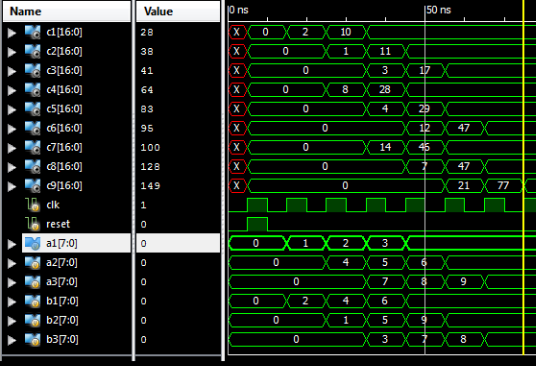 Name Value 0 ns 50 ns
c1[16:0] 28 X 0 2 10
c2[16:0] 38 X 0 1 11
c3[16:0] 41 X 0 3 17
c4[16:0] 64 X 0 8 28
c5[16:0] 83 X 0 4 29
c6[16:0] 95 X 0 12 47
c7[16:0] 100 X 0 14 45
c8[16:0] 128 X 0 7 47
c9[16:0] 149 X 0 21 77
clk 1
reset 0
a1[7:0] 0 0 1 2 3
a2[7:0] 0 0 4 5 6
a3[7:0] 0 0 7 8 9
b1[7:0] 0 0 2 4 6
b2[7:0] 0 0 1 5 9
b3[7:0] 0 0 3 7 8